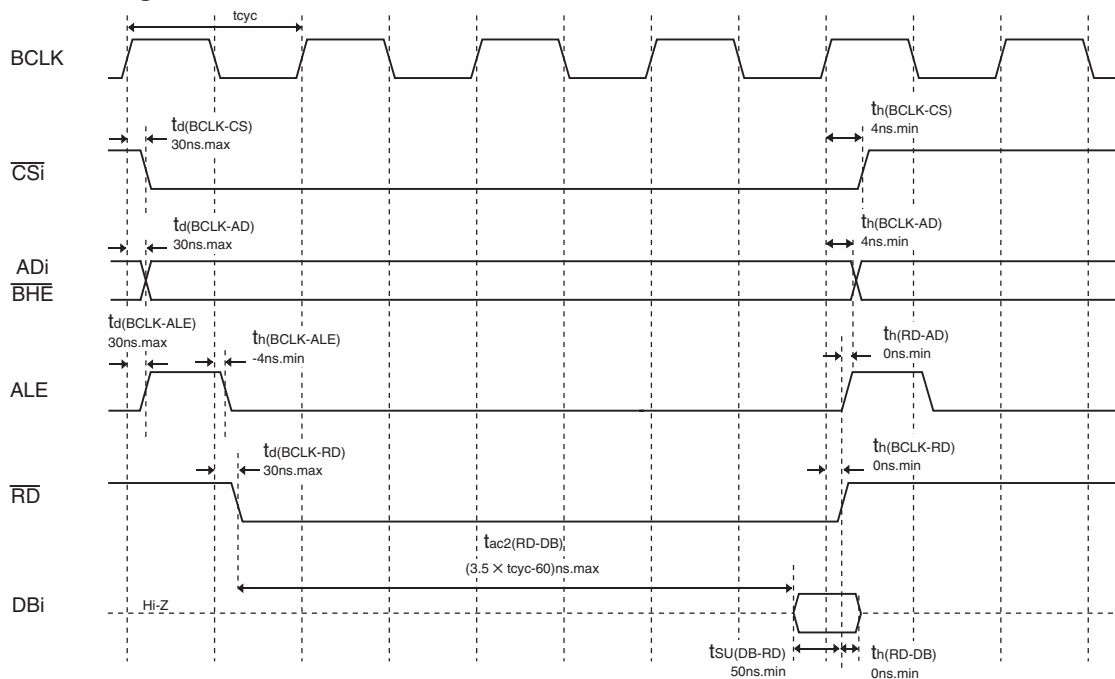 tcyc
BCLK
td(BCLK-CS)
30ns.max
th(BCLK-CS)
4ns.min
CSi
td(BCLK-AD)
30ns.max
th(BCLK-AD)
4ns.min
ADi
BHE
td(BCLK-ALE)
30ns.max
th(BCLK-ALE)
-4ns.min
th(RD-AD)
0ns.min
ALE
td(BCLK-RD)
30ns.max
th(BCLK-RD)
0ns.min
RD
tac2(RD-DB)
(3.5 × tcyc-60)ns.max
DBi
Hi-Z
tSU(DB-RD)
50ns.min
th(RD-DB)
0ns.min